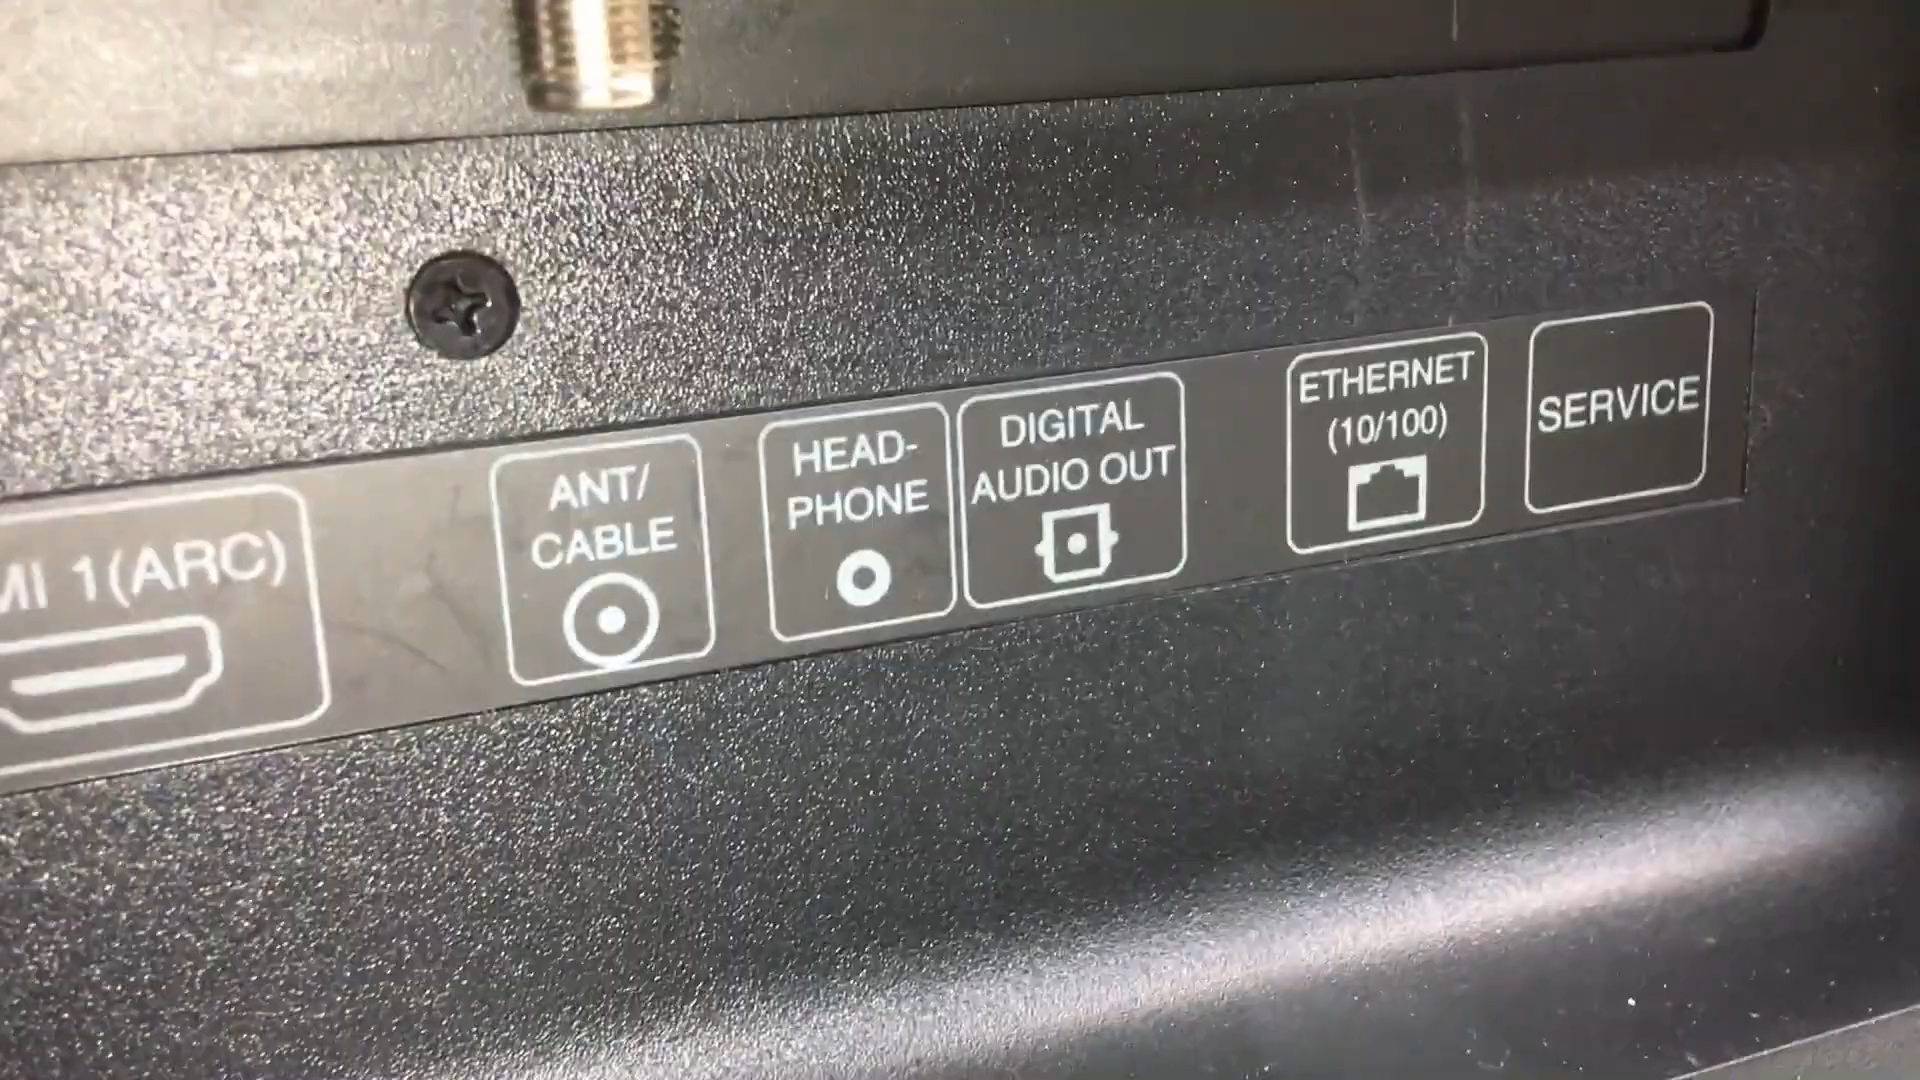 MI 1(ARC)
ANT/
CABLE
HEAD-
PHONE
DIGITAL
AUDIO OUT
ETHERNET
(10/100)
SERVICE